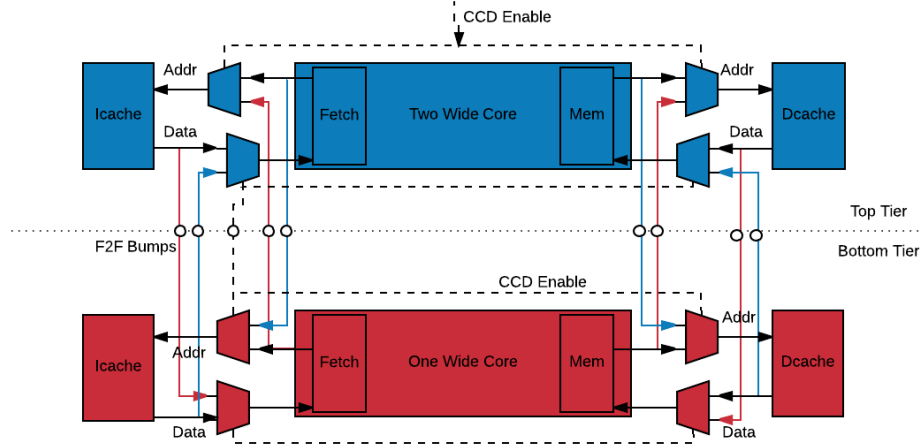 CCD Enable
Addr
Addr
Icache
Fetch
Two Wide Core
Mem
Dcache
Data
Data
Top Tier
F2F Bumps
Bottom Tier
CCD Enable
Addr
Addr
Icache
Fetch
One Wide Core
Mem
Dcache
Data
Data